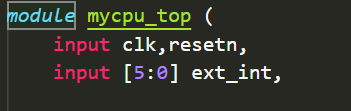 module mycpu_top (
    input clk,resetn,
    input [5:0] ext_int,